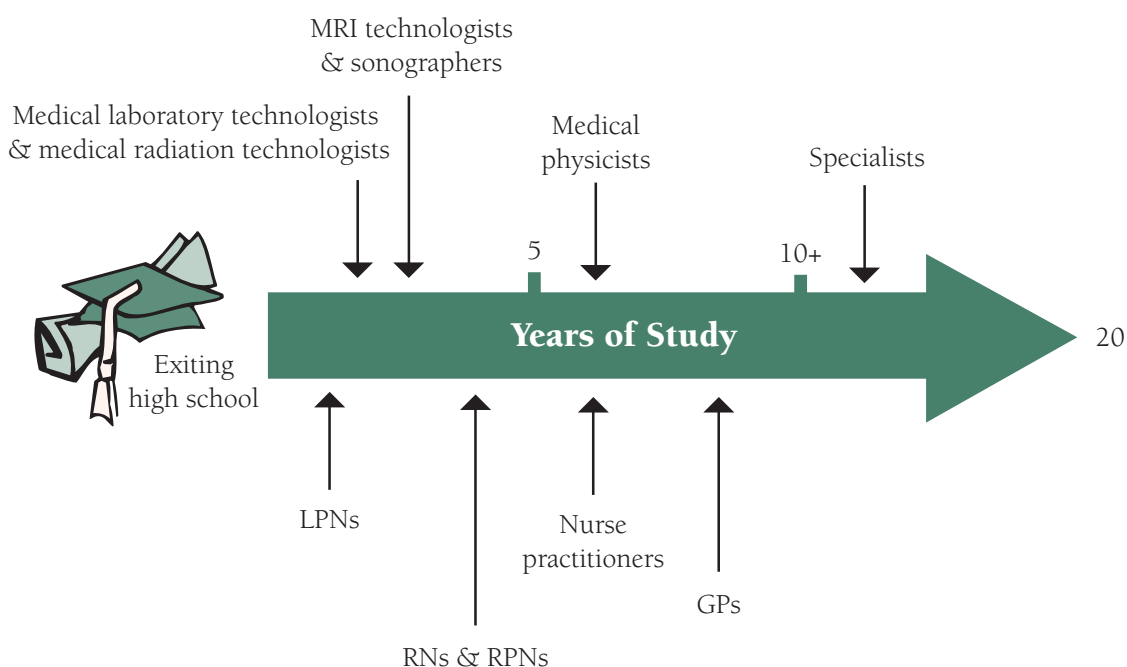 MRI technologists
& sonographers
Medical laboratory technologists
& medical radiation technologists
Medical
physicists
Specialists
5
10+
Years of Study
20
Exiting
high school
LPNs
Nurse
practitioners
GPs
RNs & RPNs